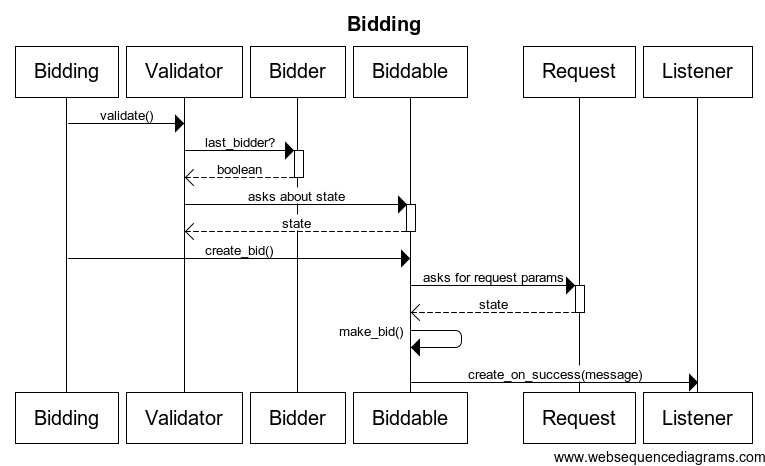 Bidding
Bidding Validator Bidder Biddable Request Listener
validate()
last_bidder?
boolean
asks about state
state
create_bid()
asks for request params
state
make_bid()
create_on_success(message)
Bidding Validator Bidder Biddable Request Listener
www.websequencediagrams.com